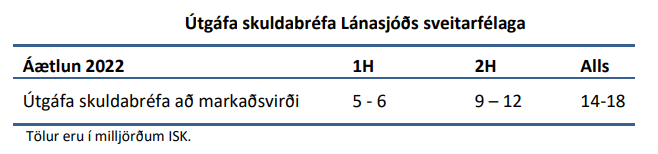 Útgáfa skuldabréfa Lánasjóðs sveitarfélaga
Áætlun 2022 1H 2H Alls
Útgáfa skuldabréfa að markaðsvirði 5 - 6 9 – 12 14-18
Tölur eru í milljörðum ISK.